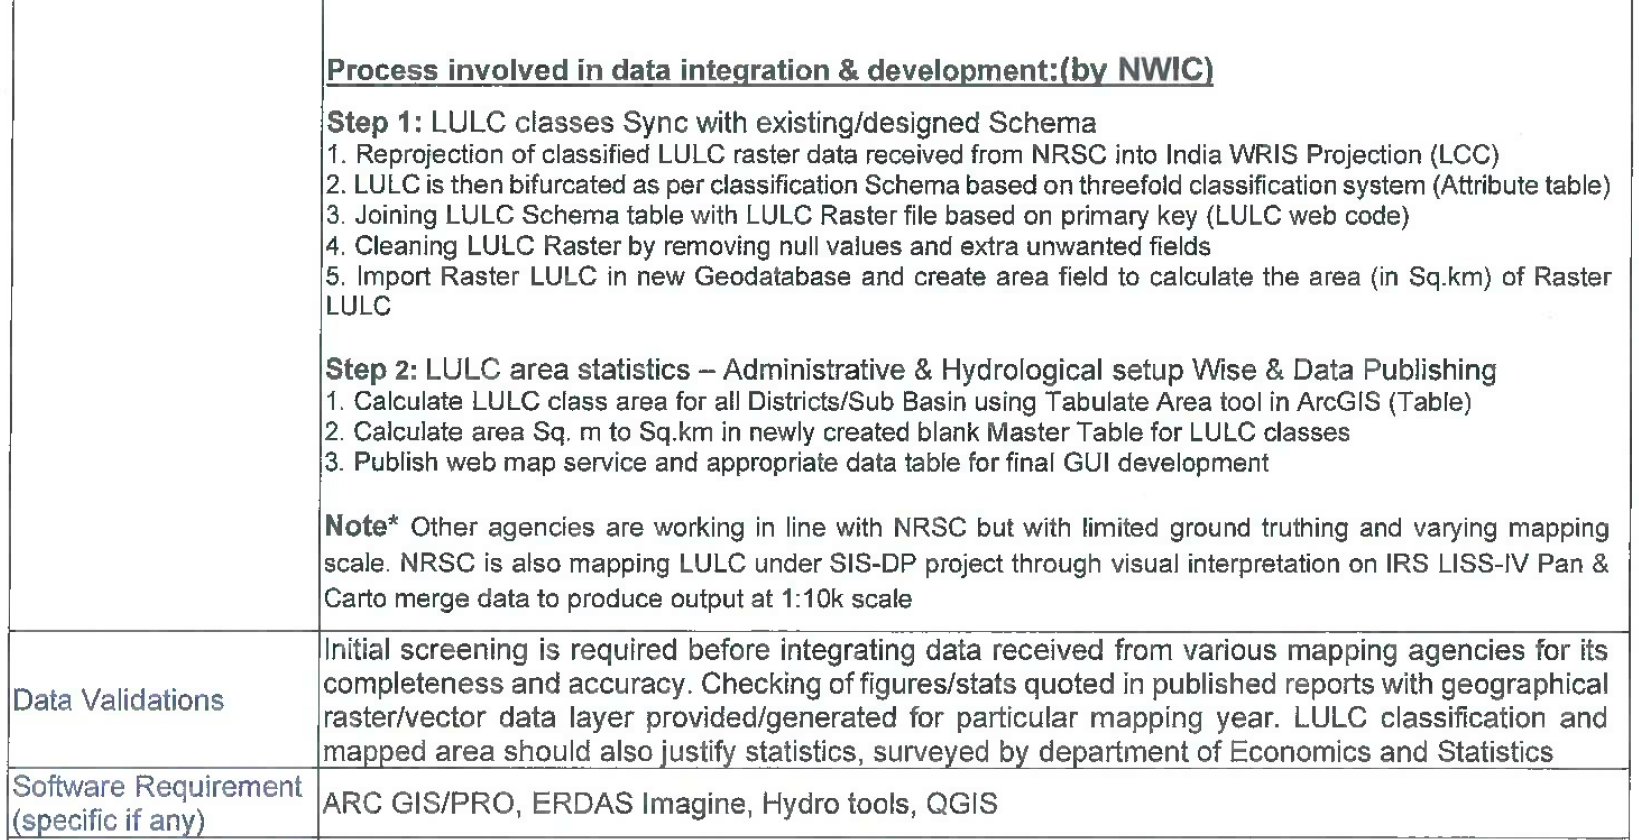 Process involved in data integration & development:(by NWIC)
Step 1: LULC classes Sync with existing/designed Schema
1. Reprojection of classified LULC raster data received from NRSC into India WRIS Projection (LCC)
2. LULC is then bifurcated as per classification Schema based on threefold classification system (Attribute table)
3. Joining LULC Schema table with LULC Raster file based on primary key (LULC web code)
4. Cleaning LULC Raster by removing null values and extra unwanted fields
5. Import Raster LULC in new Geodatabase and create area field to calculate the area (in Sq.km) of Raster
LULC
Step 2: LULC area statistics – Administrative & Hydrological setup Wise & Data Publishing
1. Calculate LULC class area for all Districts/Sub Basin using Tabulate Area tool in ArcGIS (Table)
2. Calculate area Sq. m to Sq.km in newly created blank Master Table for LULC classes
3. Publish web map service and appropriate data table for final GUI development
Note* Other agencies are working in line with NRSC but with limited ground truthing and varying mapping
scale. NRSC is also mapping LULC under SIS-DP project through visual interpretation on IRS LISS-IV Pan &
Carto merge data to produce output at 1:10k scale
Data Validations
Initial screening is required before integrating data received from various mapping agencies for its
completeness and accuracy. Checking of figures/stats quoted in published reports with geographical
raster/vector data layer provided/generated for particular mapping year. LULC classification and
mapped area should also justify statistics, surveyed by department of Economics and Statistics
Software Requirement
(specific if any)
ARC GIS/PRO, ERDAS Imagine, Hydro tools, QGIS